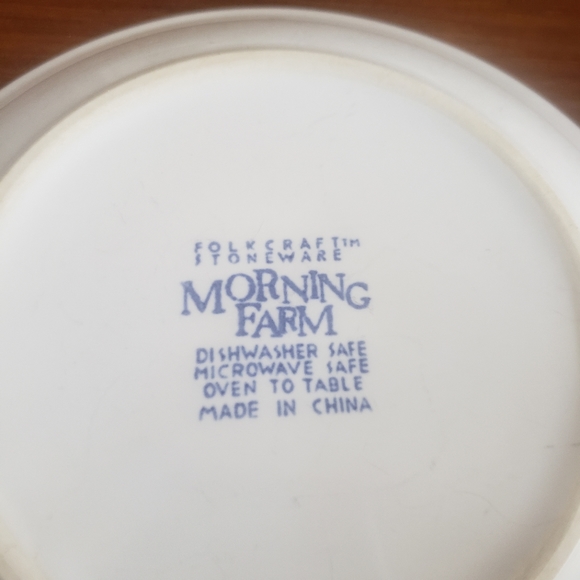 FOLKCRAFT™
STONEWARE
MORNING
FARM
DISHWASHER SAFE
MICROWAVE SAFE
OVEN TO TABLE
MADE IN CHINA